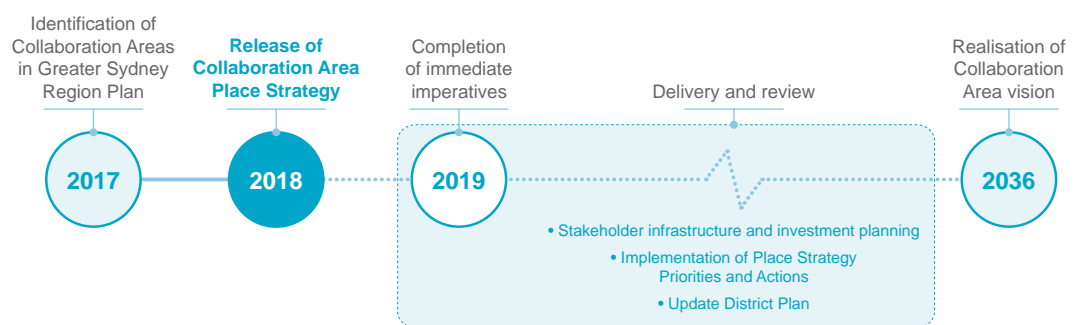 Identification of
Collaboration Areas
in Greater Sydney
Region Plan
2017
Release of
Collaboration Area
Place Strategy
2018
Completion
of immediate
imperatives
2019
Delivery and review
• Stakeholder infrastructure and investment planning
• Implementation of Place Strategy
Priorities and Actions
• Update District Plan
Realisation of
Collaboration
Area vision
2036